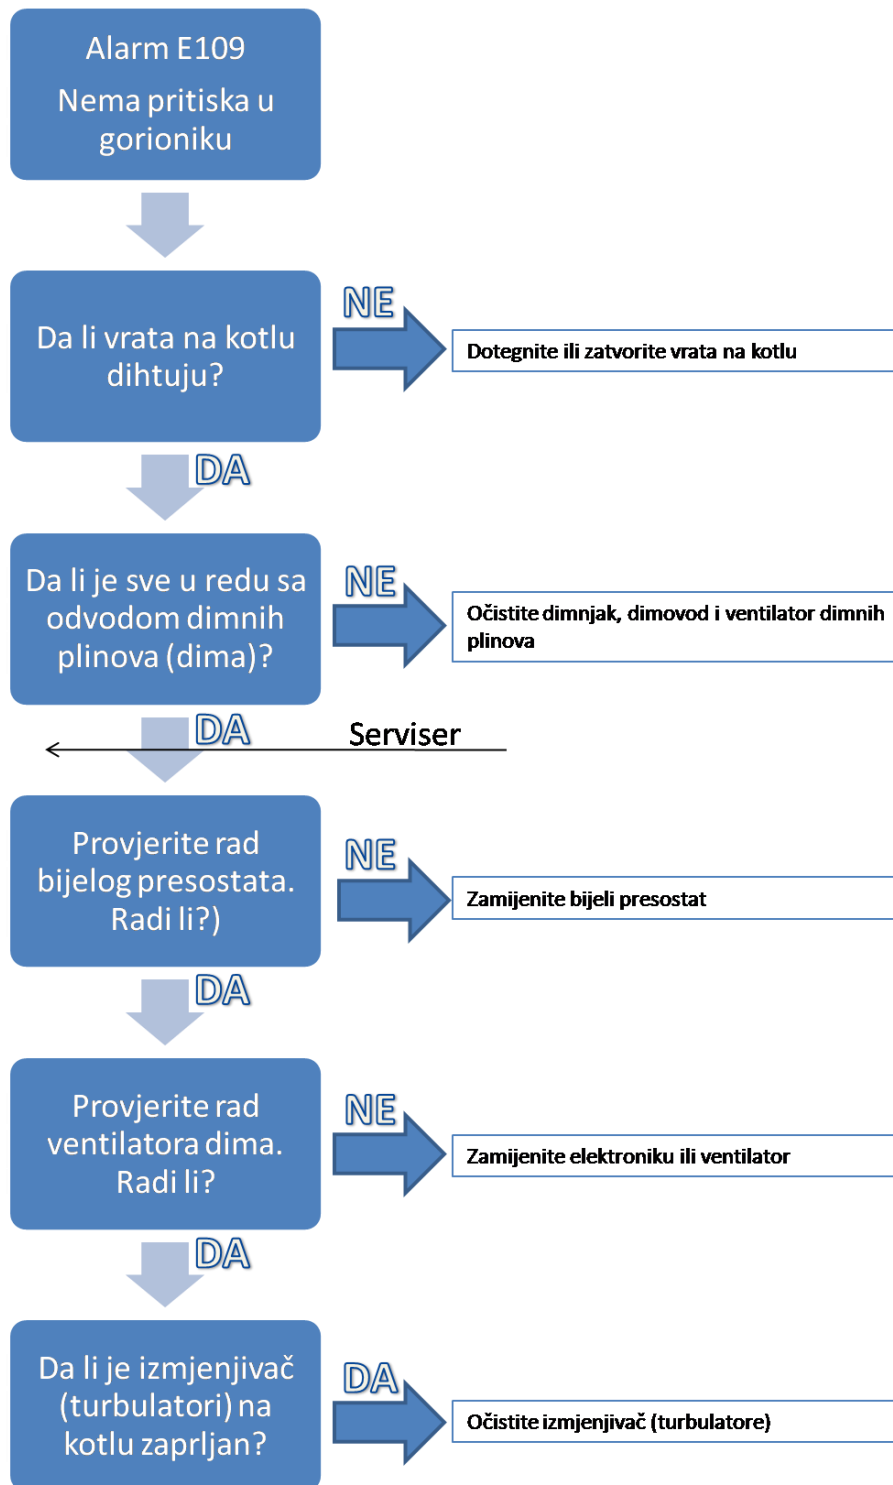 Alarm E109
Nema pritiska u
gorioniku
Da li vrata na kotlu
dihtuju?
NE
Dotegnite ili zatvorite vrata na kotlu
DA
Da li je sve u redu sa
odvodom dimnih
plinova (dima)?
NE
Očistite dimnjak, dimovod i ventilator dimnih
plinova
DA
Serviser
Provjerite rad
bijelog presostata.
Radi li?)
NE
Zamijenite bijeli presostat
DA
Provjerite rad
ventilatora dima.
Radi li?
NE
Zamijenite elektroniku ili ventilator
DA
Da li je izmjenjivač
(turbulatori) na
kotlu zaprljan?
DA
Očistite izmjenjivač (turbulatore)